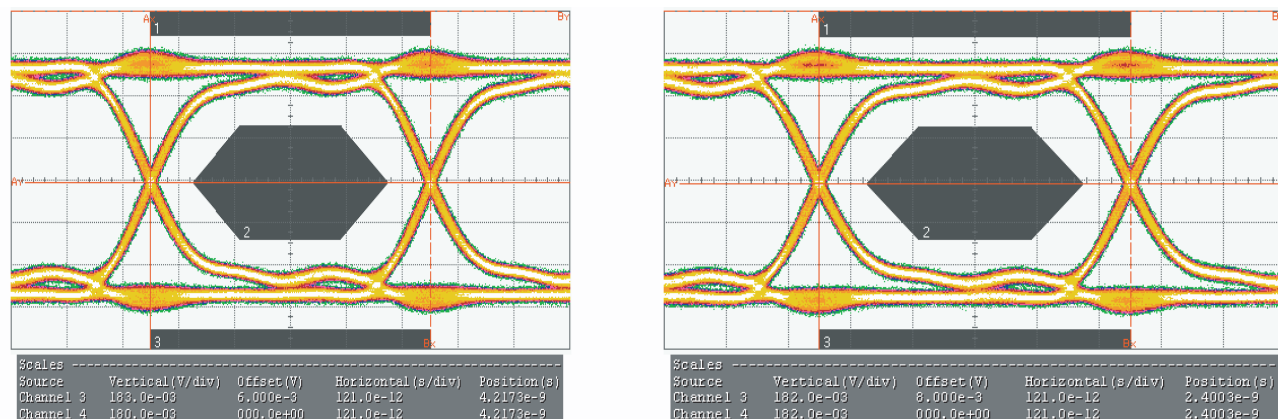 Ax
By
1
Ay
2
3
Bx
Scales
Source Vertical(V/div) Offset(V) Horizontal(s/div) Position(s)
Channel 3 183.0e-03 6.000e-3 121.0e-12 4.2173e-9
Channel 4 180.0e-03 000.0e+00 121.0e-12 4.2173e-9
1
Ay
2
3
Bx
Scales
Source Vertical(V/div) Offset(V) Horizontal(s/div) Position(s)
Channel 3 182.0e-03 8.000e-3 121.0e-12 2.4003e-9
Channel 4 182.0e-03 000.0e+00 121.0e-12 2.4003e-9